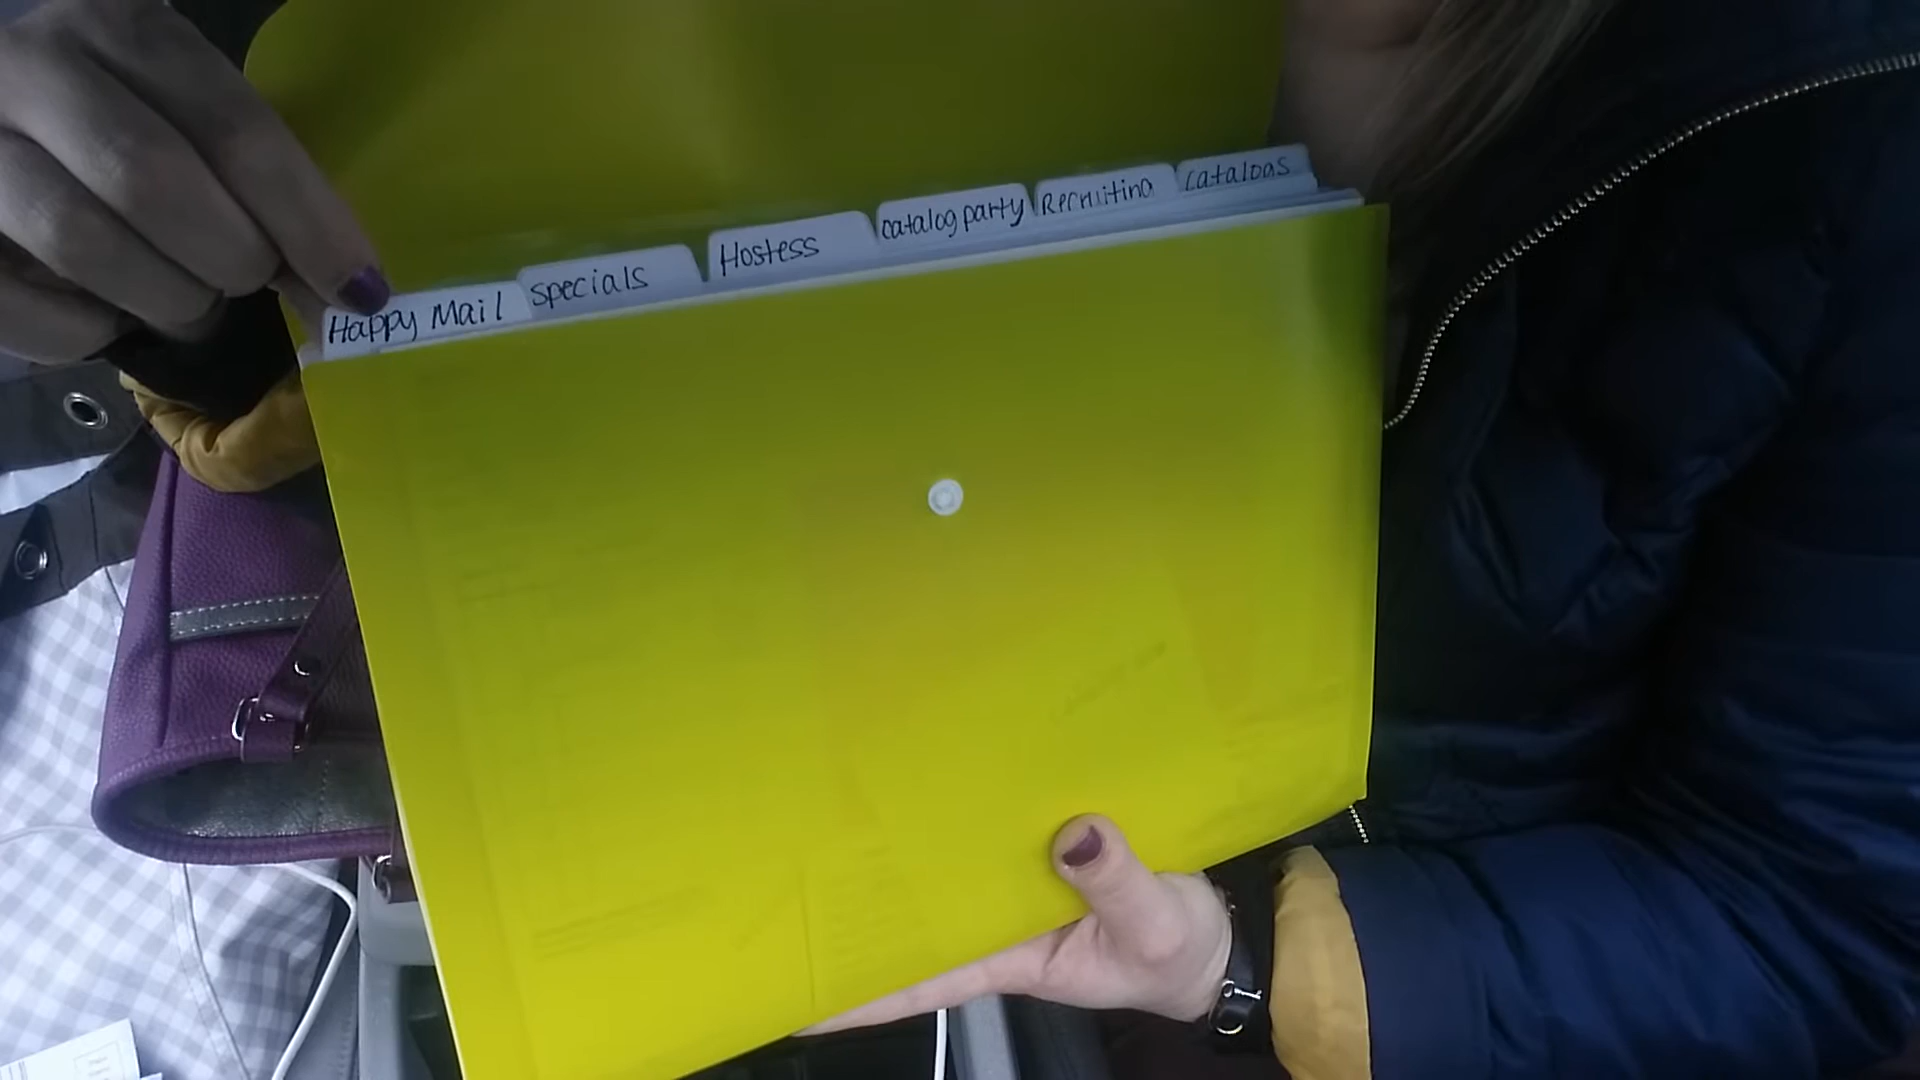 Happy Mail
specials
Hostess
catalog party
Recruiting
catalogs